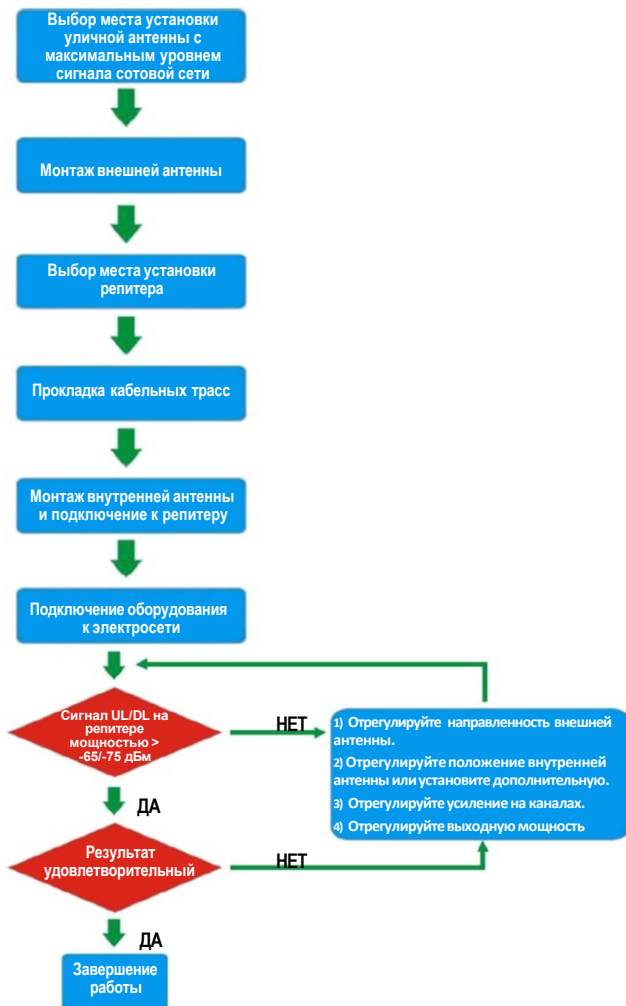 Выбор места установки
уличной антенны с
максимальным уровнем
сигнала сотовой сети
Монтаж внешней антенны
Выбор места установки
репитера
Прокладка кабельных трасс
Монтаж внутренней антенны
и подключение к репитеру
Подключение оборудования
к электросети
Сигнал UL/DL на
репитере
мощностью >
-65/-75 дБм
НЕТ
1) Отрегулируйте направленность внешней
антенны.
2) Отрегулируйте положение внутренней
антенны или установите дополнительную.
3) Отрегулируйте усиление на каналах.
4) Отрегулируйте выходную мощность
ДА
Результат
удовлетворительный
НЕТ
ДА
Завершение
работы